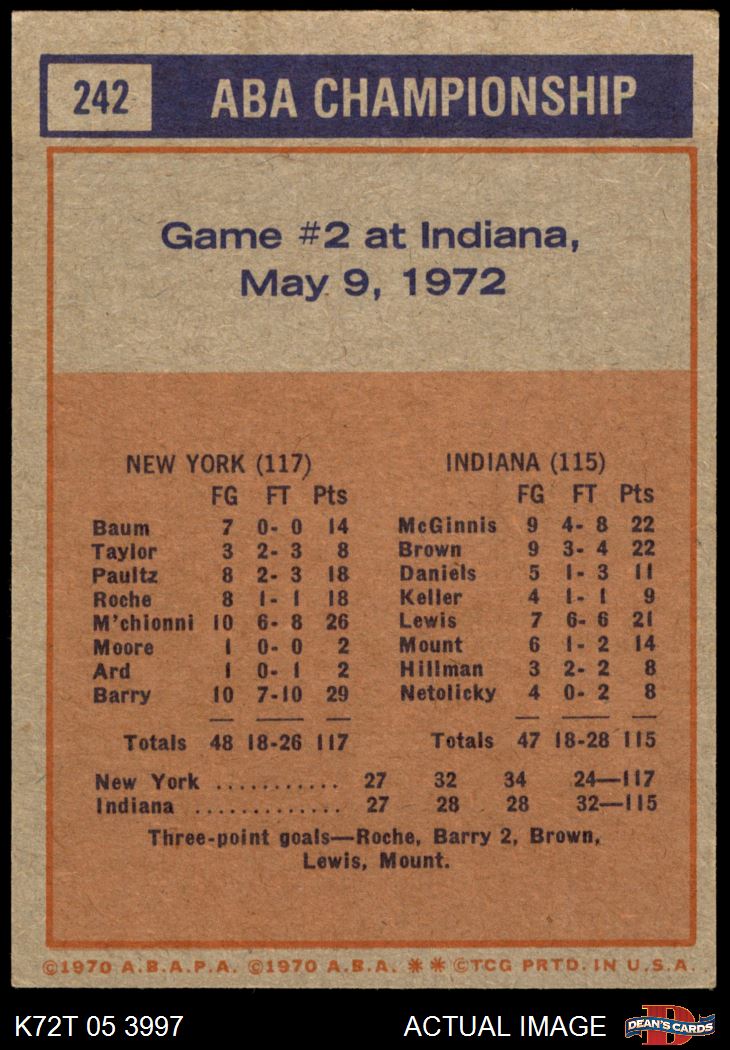 242 ABA CHAMPIONSHIP
Game #2 at Indiana,
May 9, 1972
NEW YORK (117)
FG FT Pts
Baum 7 0- 0 14
Taylor 3 2- 3 8
Paultz 8 2- 3 18
Roche 8 1- 1 18
M'chionni 10 6- 8 26
Moore 1 0- 0 2
Ard 1 0- 1 2
Barry 10 7-10 29
Totals 48 18-26 117
INDIANA (115)
FG FT Pts
McGinnis 9 4- 8 22
Brown 9 3- 4 22
Daniels 5 1- 3 11
Keller 4 1- 1 9
Lewis 7 6- 6 21
Mount 6 1- 2 14
Hillman 3 2- 2 8
Netolicky 4 0- 2 8
Totals 47 18-28 115
New York ........... 27 32 34 24—117
Indiana ............. 27 28 28 32—115
Three-point goals—Roche, Barry 2, Brown,
Lewis, Mount.
©1970 A.B.A.P.A. ©1970 A.B.A. ✻✻ ©TCG PRTD. IN U.S.A.
K72T 05 3997 ACTUAL IMAGE D DEAN'S CARDS